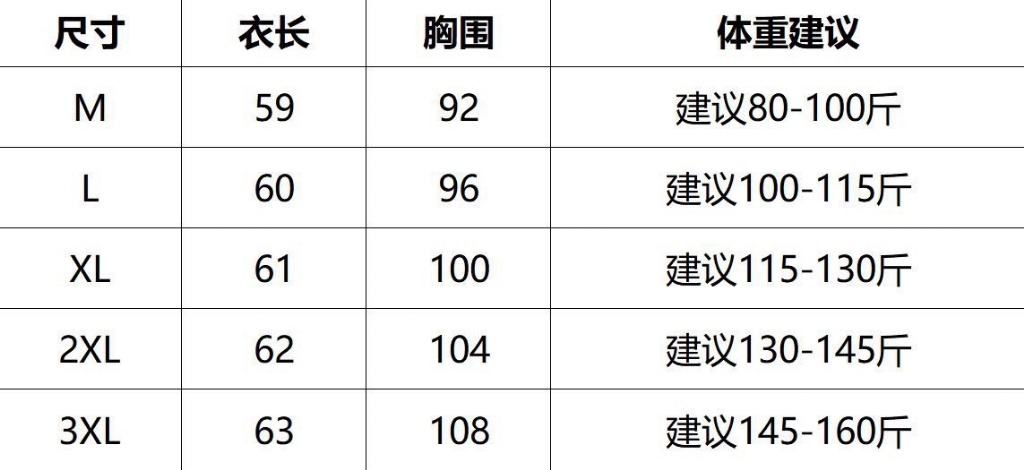 尺寸 衣长 胸围 体重建议
M 59 92 建议80-100斤
L 60 96 建议100-115斤
XL 61 100 建议115-130斤
2XL 62 104 建议130-145斤
3XL 63 108 建议145-160斤